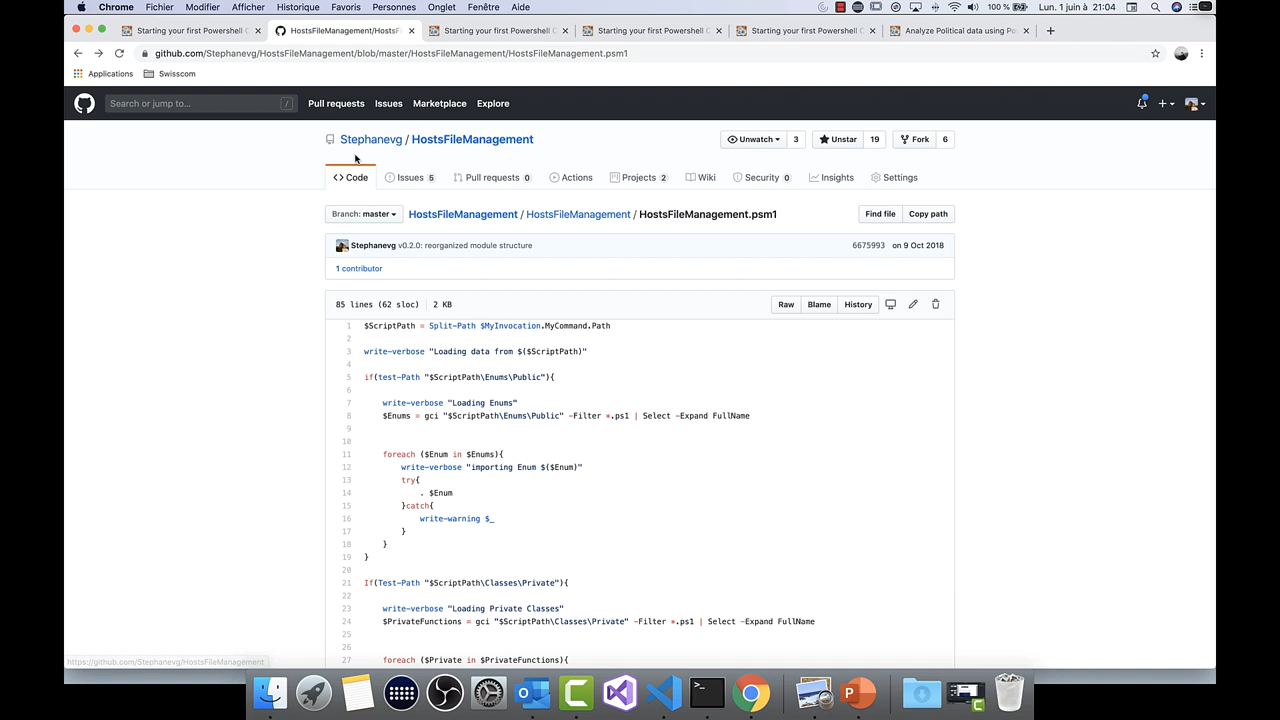 Chrome Fichier Modifier Afficher Historique Favoris Personnes Onglet Fenêtre Aide 100 % Lun. 1 juin à 21:04
Starting your first Powershell C × HostsFileManagement/HostsFi × Starting your first Powershell C × Starting your first Powershell C × Starting your first Powershell C × Analyze Political data using Po × +
github.com/Stephanevg/HostsFileManagement/blob/master/HostsFileManagement/HostsFileManagement.psm1
Applications Swisscom
Search or jump to... / Pull requests Issues Marketplace Explore
Stephanevg / HostsFileManagement Unwatch 3 Unstar 19 Fork 6
<> Code Issues 5 Pull requests 0 Actions Projects 2 Wiki Security 0 Insights Settings
Branch: master HostsFileManagement / HostsFileManagement / HostsFileManagement.psm1 Find file Copy path
Stephanevg v0.2.0: reorganized module structure 6675993 on 9 Oct 2018
1 contributor
85 lines (62 sloc) 2 KB Raw Blame History
1 $ScriptPath = Split-Path $MyInvocation.MyCommand.Path
2
3 write-verbose "Loading data from $($ScriptPath)"
4
5 if(test-Path "$ScriptPath\Enums\Public"){
6
7 write-verbose "Loading Enums"
8 $Enums = gci "$ScriptPath\Enums\Public" -Filter *.ps1 | Select -Expand FullName
9
10
11 foreach ($Enum in $Enums){
12 write-verbose "importing Enum $($Enum)"
13 try{
14 . $Enum
15 }catch{
16 write-warning $_
17 }
18 }
19 }
20
21 If(Test-Path "$ScriptPath\Classes\Private"){
22
23 write-verbose "Loading Private Classes"
24 $PrivateFunctions = gci "$ScriptPath\Classes\Private" -Filter *.ps1 | Select -Expand FullName
25
26
27 foreach ($Private in $PrivateFunctions){
https://github.com/Stephanevg/HostsFileManagement